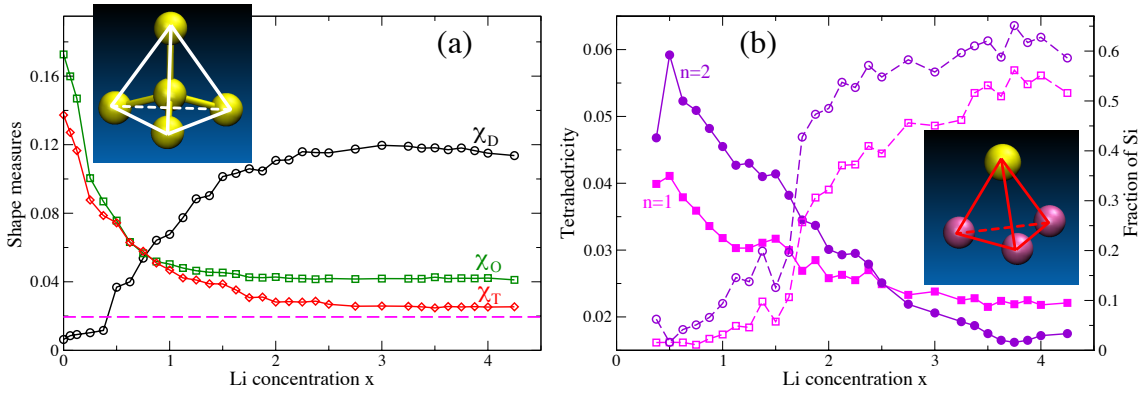 (a)
0.16
0.12
0.08
0.04
0
Shape measures
χD
χO
χT
0 1 2 3 4
Li concentration x
(b)
0.06
0.05
0.04
0.03
0.02
Tetrahedricity
n=2
n=1
0.6
0.5
0.4
0.3
0.2
0.1
0
Fraction of Si
0 1 2 3 4
Li concentration x